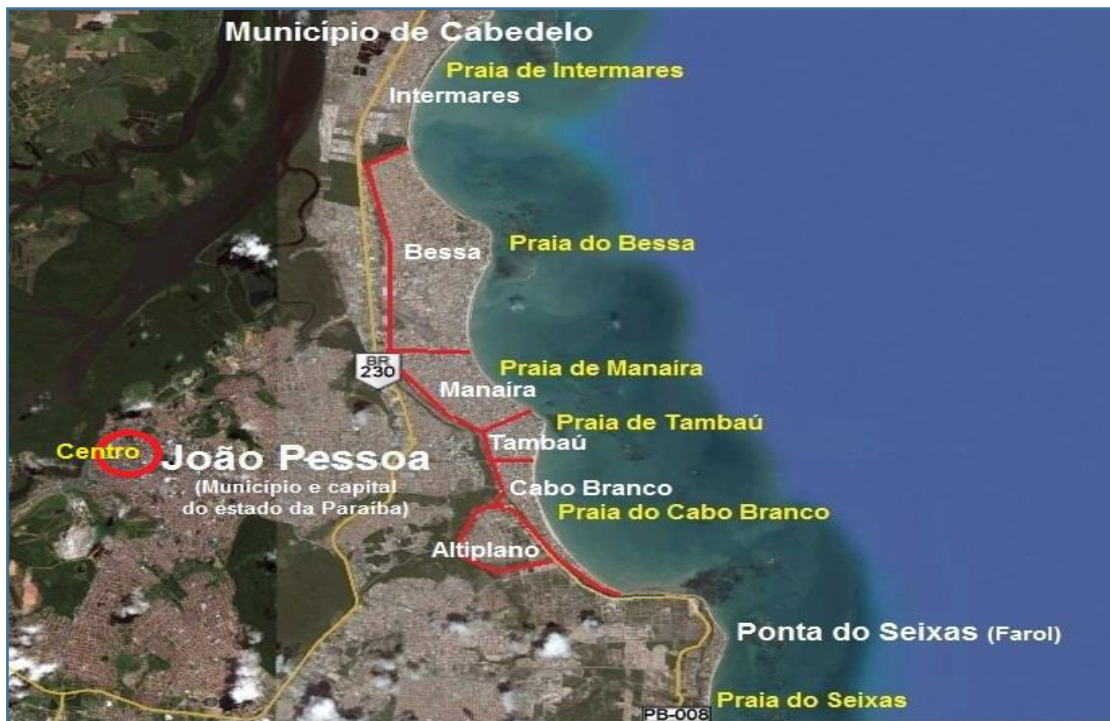 Município de Cabedelo
Praia de Intermares
Intermares
Bessa
Praia do Bessa
BR
230
Praia de Manaíra
Manaíra
Praia de Tambaú
Tambaú
Centro
João Pessoa
(Município e capital
do estado da Paraíba)
Cabo Branco
Praia do Cabo Branco
Altiplano
Ponta do Seixas (Farol)
Praia do Seixas
PB-008